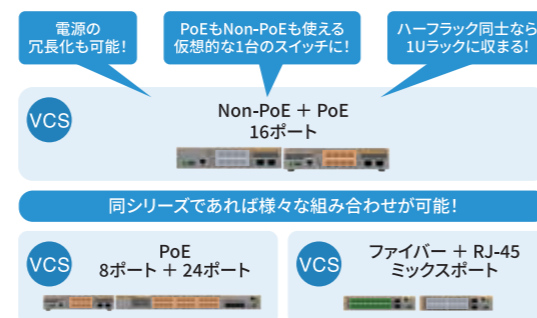 電源の
冗長化も可能!
PoEもNon-PoEも使える
仮想的な1台のスイッチに!
ハーフラック同士なら
1Uラックに収まる!
VCS
Non-PoE + PoE
16ポート
同シリーズであれば様々な組み合わせが可能!
VCS
PoE
8ポート + 24ポート
VCS
ファイバー + RJ-45
ミックスポート